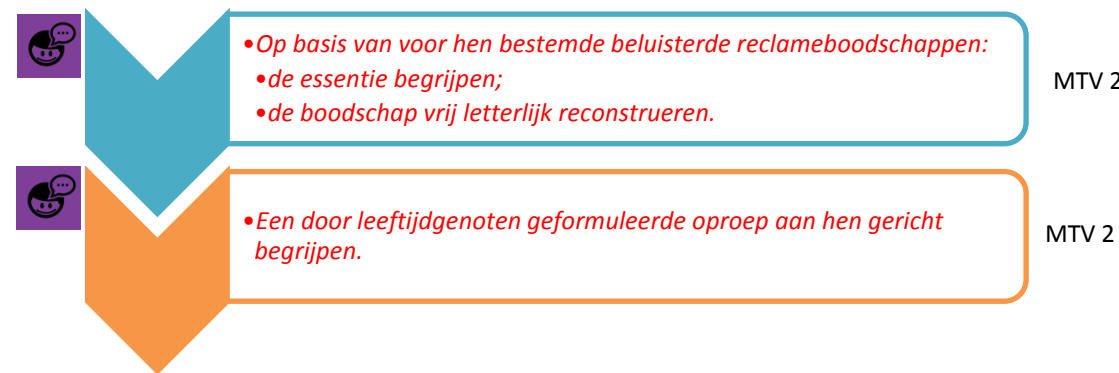 •Op basis van voor hen bestemde beluisterde reclameboodschappen:
•de essentie begrijpen;
•de boodschap vrij letterlijk reconstrueren.
MTV 2
•Een door leeftijdgenoten geformuleerde oproep aan hen gericht
begrijpen.
MTV 2